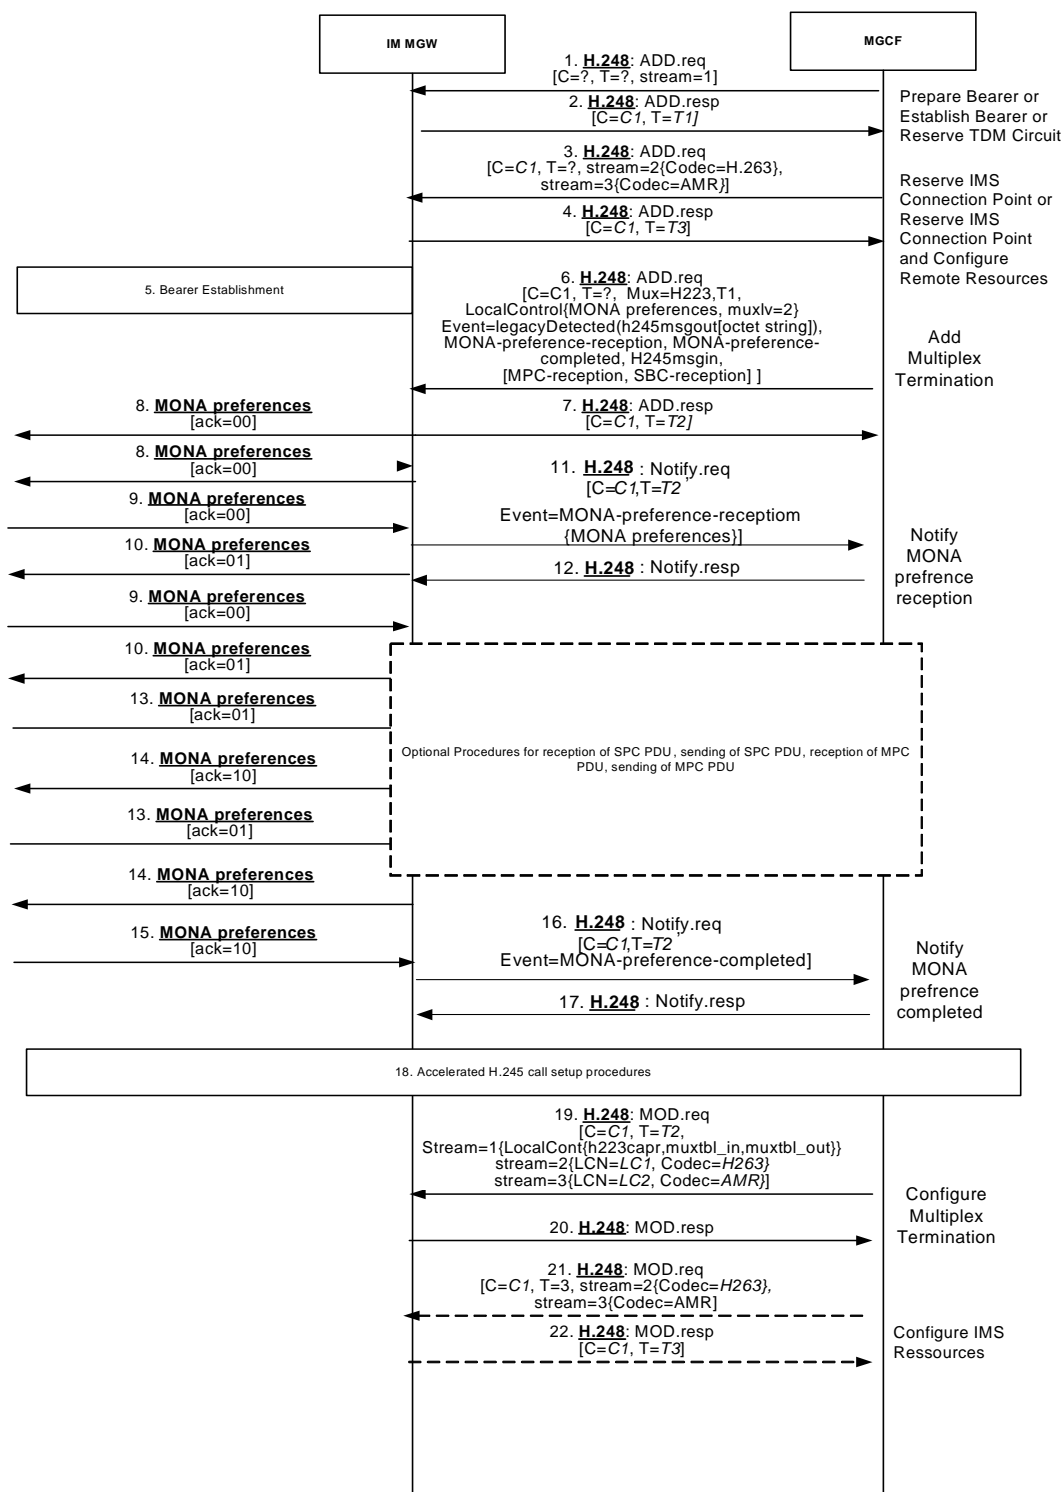 IM MGW
MGCF
1. H.248: ADD.req
[C=?, T=?, stream=1]
2. H.248: ADD.resp
[C=C1, T=T1]
Prepare Bearer or
Establish Bearer or
Reserve TDM Circuit
3. H.248: ADD.req
[C=C1, T=?, stream=2{Codec=H.263},
stream=3{Codec=AMR}]
4. H.248: ADD.resp
[C=C1, T=T3]
Reserve IMS
Connection Point or
Reserve IMS
Connection Point
and Configure
Remote Resources
5. Bearer Establishment
6. H.248: ADD.req
[C=C1, T=?, Mux=H223,T1,
LocalControl{MONA preferences, muxlv=2}
Event=legacyDetected(h245msgout[octet string]),
MONA-preference-reception, MONA-preference-
completed, H245msgin,
[MPC-reception, SBC-reception] ]
Add
Multiplex
Termination
8. MONA preferences
[ack=00]
7. H.248: ADD.resp
[C=C1, T=T2]
8. MONA preferences
[ack=00]
11. H.248 : Notify.req
[C=C1,T=T2,
Event=MONA-preference-receptiom
{MONA preferences}]
9. MONA preferences
[ack=00]
10. MONA preferences
[ack=01]
12. H.248 : Notify.resp
Notify
MONA
prefrence
reception
9. MONA preferences
[ack=00]
10. MONA preferences
[ack=01]
13. MONA preferences
[ack=01]
Optional Procedures for reception of SPC PDU, sending of SPC PDU, reception of MPC
PDU, sending of MPC PDU
14. MONA preferences
[ack=10]
13. MONA preferences
[ack=01]
14. MONA preferences
[ack=10]
15. MONA preferences
[ack=10]
16. H.248 : Notify.req
[C=C1,T=T2,
Event=MONA-preference-completed]
17. H.248 : Notify.resp
Notify
MONA
prefrence
completed
18. Accelerated H.245 call setup procedures
19. H.248: MOD.req
[C=C1, T=T2,
Stream=1{LocalCont{h223capr,muxtbl_in,muxtbl_out}}
stream=2{LCN=LC1, Codec=H263}
stream=3{LCN=LC2, Codec=AMR}]
Configure
Multiplex
Termination
20. H.248: MOD.resp
21. H.248: MOD.req
[C=C1, T=3, stream=2{Codec=H263},
stream=3{Codec=AMR]
22. H.248: MOD.resp
[C=C1, T=T3]
Configure IMS
Ressources